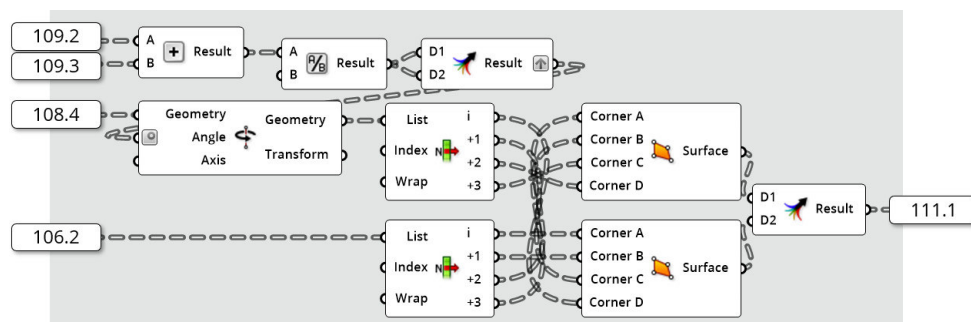 109.2
109.3
A
B
+
Result
A
B
A/B
Result
D1
D2
Result
108.4
Geometry
Angle
Axis
Geometry
Transform
List
Index
Wrap
N
i
+1
+2
+3
Corner A
Corner B
Corner C
Corner D
Surface
106.2
List
Index
Wrap
N
i
+1
+2
+3
Corner A
Corner B
Corner C
Corner D
Surface
D1
D2
Result
111.1